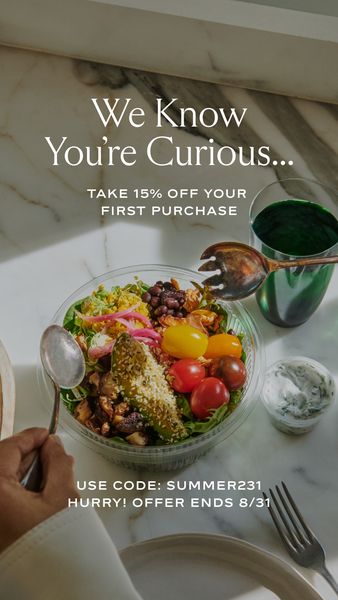 We Know
You're Curious...
TAKE 15% OFF YOUR
FIRST PURCHASE
USE CODE: SUMMER231
HURRY! OFFER ENDS 8/31